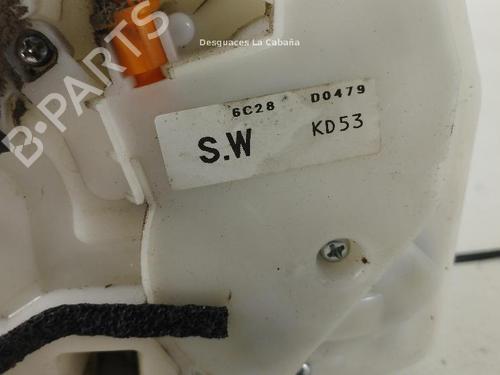 Desguaces La Cabaña
B-PARTS
6C28 D0479
S.W KD53